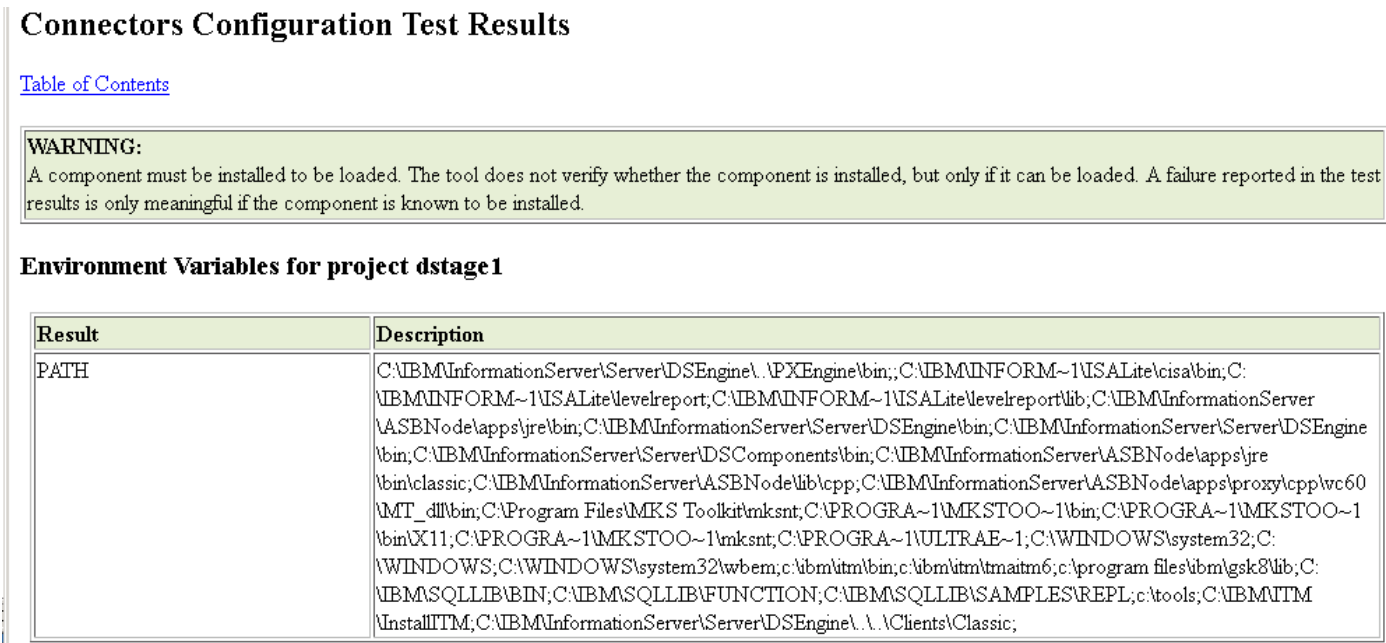 Connectors Configuration Test Results
Table of Contents
WARNING:
A component must be installed to be loaded. The tool does not verify whether the component is installed, but only if it can be loaded. A failure reported in the test
results is only meaningful if the component is known to be installed.
Environment Variables for project dstage1
Result Description
PATH C:\IBM\InformationServer\Server\DSEngine\..\PXEngine\bin;;C:\IBM\INFORM~1\ISALite\cisa\bin;C:
\IBM\INFORM~1\ISALite\levelreport;C:\IBM\INFORM~1\ISALite\levelreport\lib;C:\IBM\InformationServer
\ASBNode\apps\jre\bin;C:\IBM\InformationServer\Server\DSEngine\bin;C:\IBM\InformationServer\Server\DSEngine
\bin;C:\IBM\InformationServer\Server\DSComponents\bin;C:\IBM\InformationServer\ASBNode\apps\jre
\bin\classic;C:\IBM\InformationServer\ASBNode\lib\cpp;C:\IBM\InformationServer\ASBNode\apps\proxy\cpp\vc60
\MT_dll\bin;C:\Program Files\MKS Toolkit\mksnt;C:\PROGRA~1\MKSTOO~1\bin;C:\PROGRA~1\MKSTOO~1
\bin\X11;C:\PROGRA~1\MKSTOO~1\mksnt;C:\PROGRA~1\ULTRAE~1;C:\WINDOWS\system32;C:
\WINDOWS;C:\WINDOWS\system32\wbem;c:\ibm\itm\bin;c:\ibm\itm\tmaitm6;c:\program files\ibm\gsk8\lib;C:
\IBM\SQLLIB\BIN;C:\IBM\SQLLIB\FUNCTION;C:\IBM\SQLLIB\SAMPLES\REPL;c:\tools;C:\IBM\ITM
\InstallITM;C:\IBM\InformationServer\Server\DSEngine\..\..\Clients\Classic;